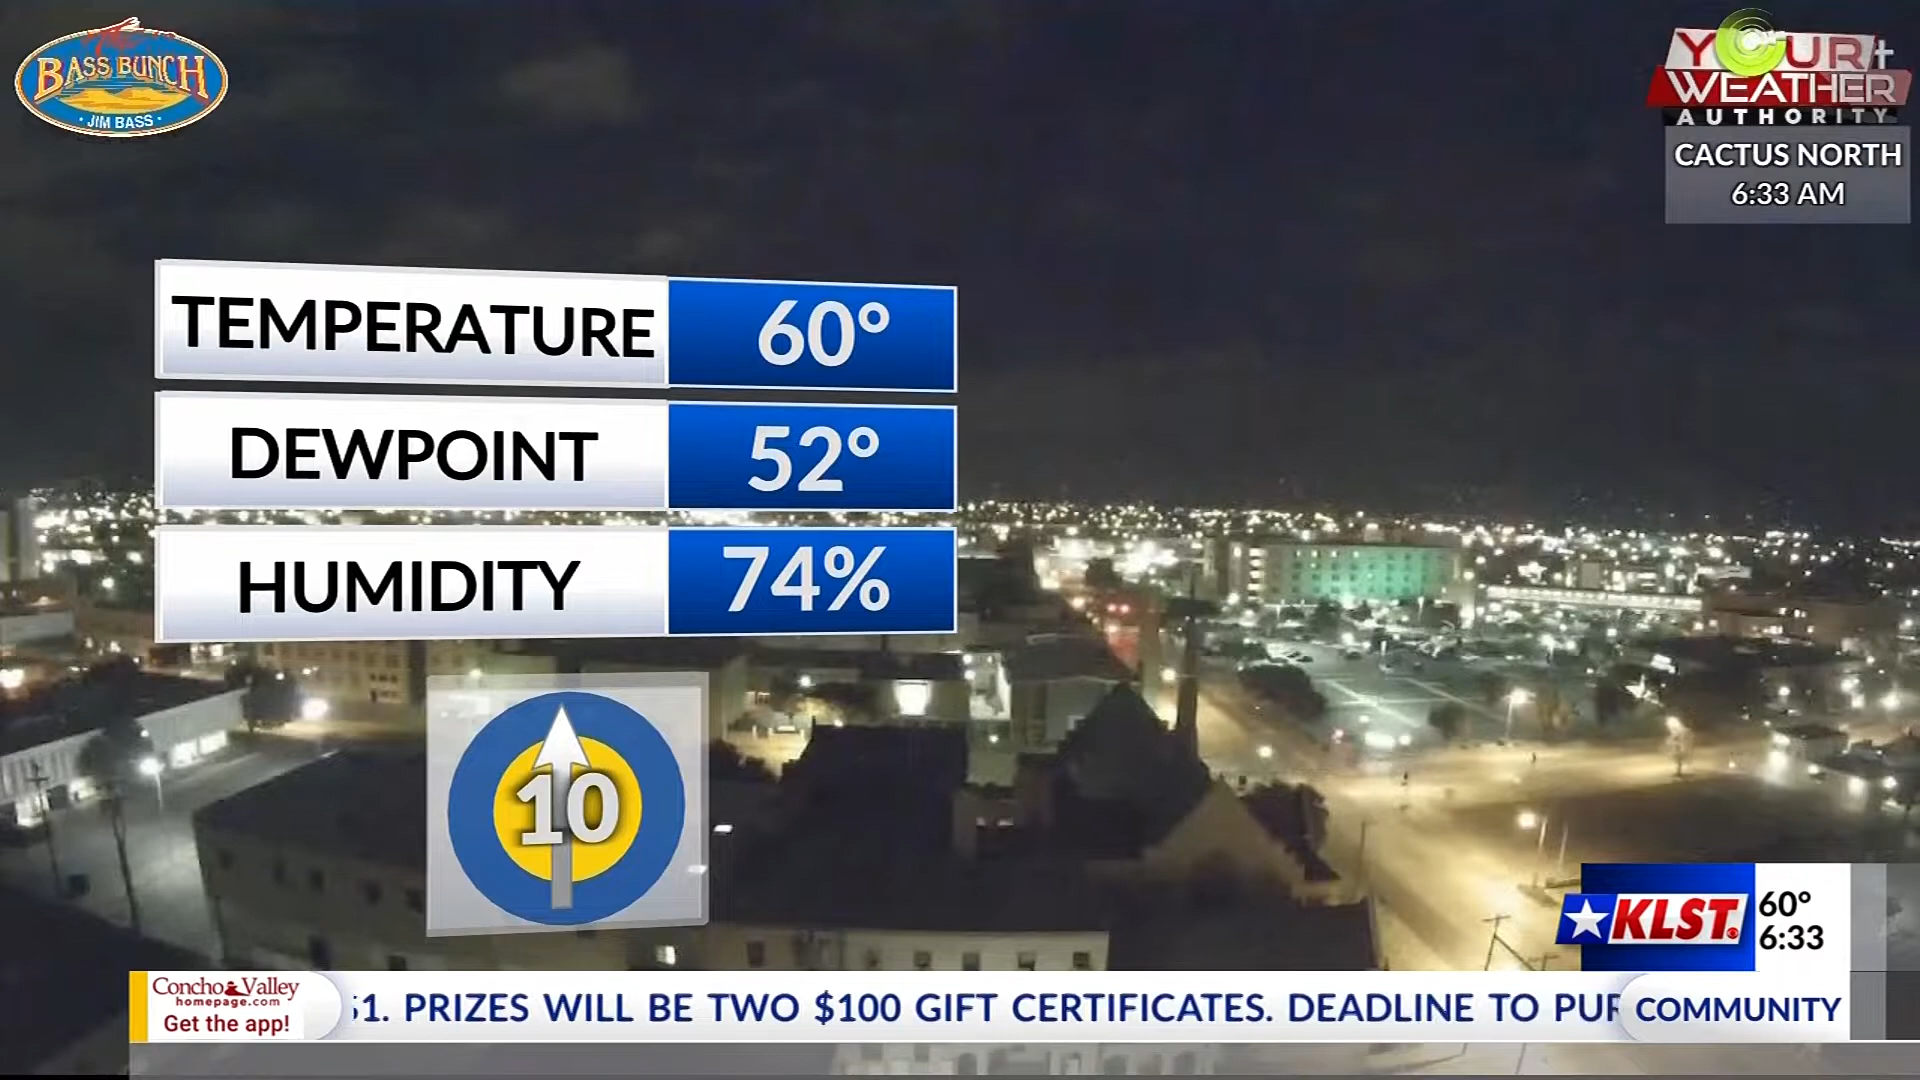 The
BASS BUNCH
· JIM BASS ·
YOUR
WEATHER
AUTHORITY
CACTUS NORTH
6:33 AM
TEMPERATURE 60°
DEWPOINT 52°
HUMIDITY 74%
10
KLST
60°
6:33
Concho Valley
homepage.com
Get the app!
$1. PRIZES WILL BE TWO $100 GIFT CERTIFICATES. DEADLINE TO PUR
COMMUNITY